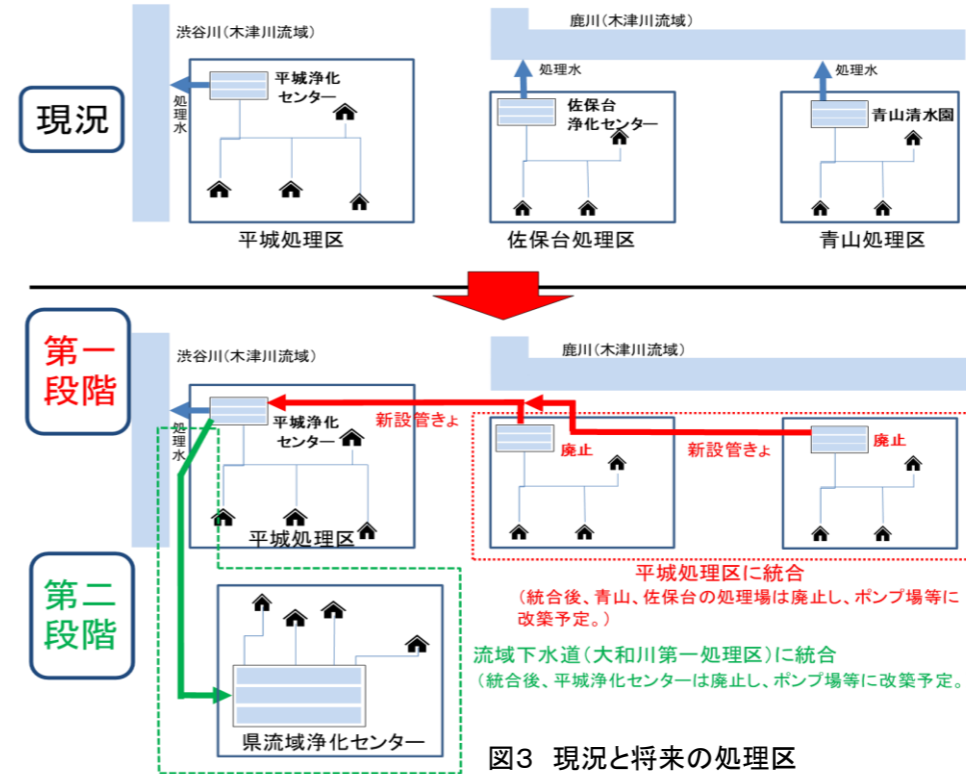 渋谷川(木津川流域)
鹿川(木津川流域)
現況
処理水
平城浄化
センター
平城処理区
処理水
佐保台
浄化センター
佐保台処理区
処理水
青山清水園
青山処理区
第一
段階
渋谷川(木津川流域)
鹿川(木津川流域)
処理水
平城浄化
センター
平城処理区
新設管きょ
廃止
新設管きょ
廃止
平城処理区に統合
(統合後、青山、佐保台の処理場は廃止し、ポンプ場等に
改築予定。)
第二
段階
流域下水道(大和川第一処理区)に統合
(統合後、平城浄化センターは廃止し、ポンプ場等に改築予定。
県流域浄化センター
図3 現況と将来の処理区